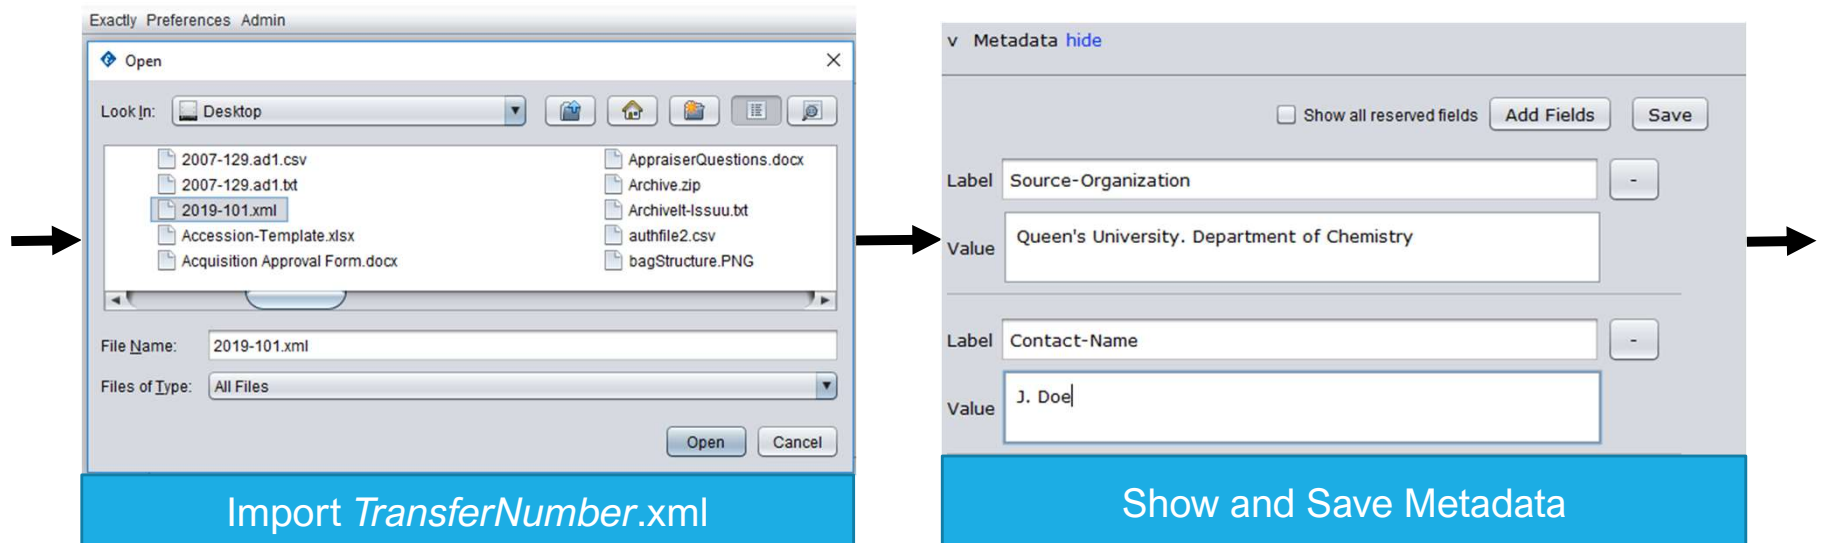 Exactly Preferences Admin
Open
Look In: Desktop
2007-129.ad1.csv
2007-129.ad1.txt
2019-101.xml
Accession-Template.xlsx
Acquisition Approval Form.docx
AppraiserQuestions.docx
Archive.zip
ArchiveIt-Issuu.txt
authfile2.csv
bagStructure.PNG
File Name: 2019-101.xml
Files of Type: All Files
Open Cancel
Import TransferNumber.xml
v Metadata hide
Show all reserved fields Add Fields Save
Label Source-Organization -
Value Queen's University. Department of Chemistry
Label Contact-Name -
Value J. Doe
Show and Save Metadata